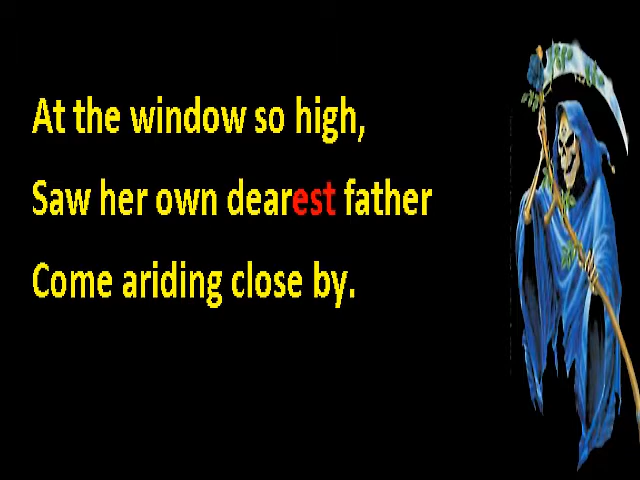 At the window so high,
Saw her own dearest father
Come ariding close by.